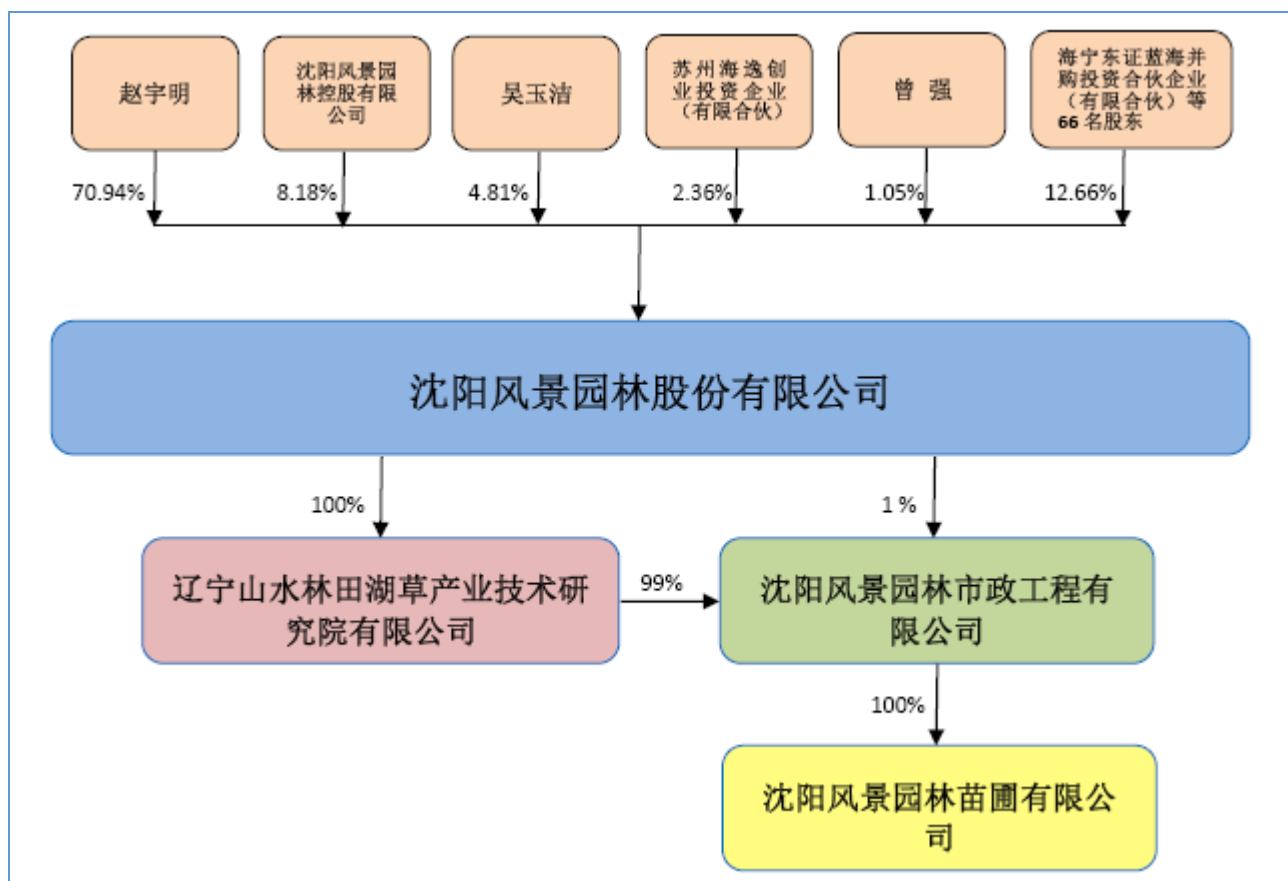 赵宇明
沈阳风景园
林控股有限
公司
吴玉洁
苏州海逸创
业投资企业
（有限合伙）
曾 强
海宁东证蓝海并
购投资合伙企业
（有限合伙）等
66 名股东
70.94%
8.18%
4.81%
2.36%
1.05%
12.66%
沈阳风景园林股份有限公司
100%
1 %
辽宁山水林田湖草产业技术研
究院有限公司
99%
沈阳风景园林市政工程有
限公司
100%
沈阳风景园林苗圃有限公
司